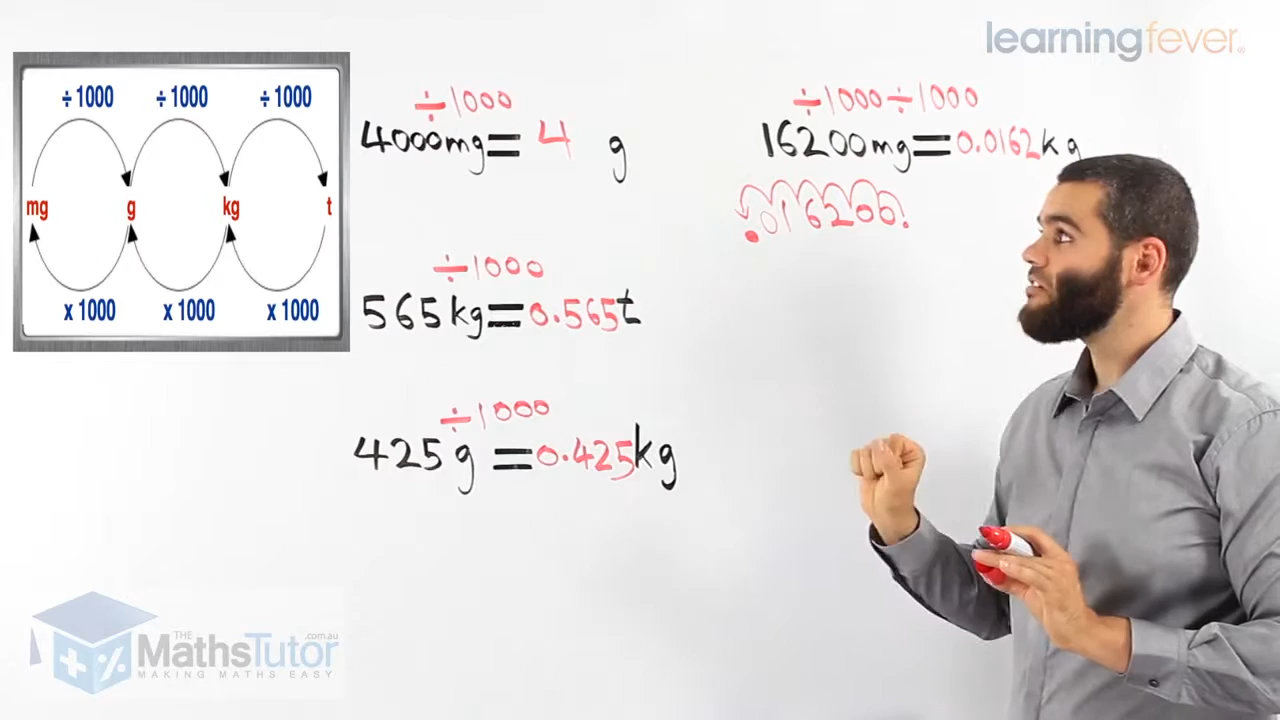 learningfever.
÷1000 ÷1000 ÷1000
mg g kg t
x 1000 x 1000 x 1000
÷1000
4000mg=4 g
÷1000
565kg=0.565t
÷1000
425g=0.425kg
÷1000÷1000
16200mg=0.0162kg
.016200.
THE
MathsTutor
.com.au
MAKING MATHS EASY